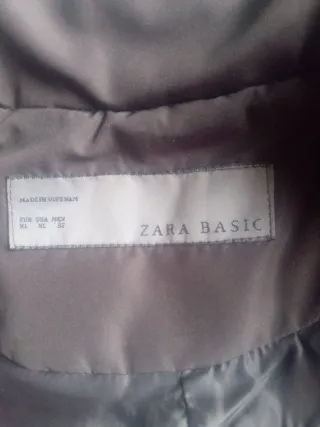 MADE IN VIETNAM
EUR USA MEX
XL XL 32
ZARA BASIC